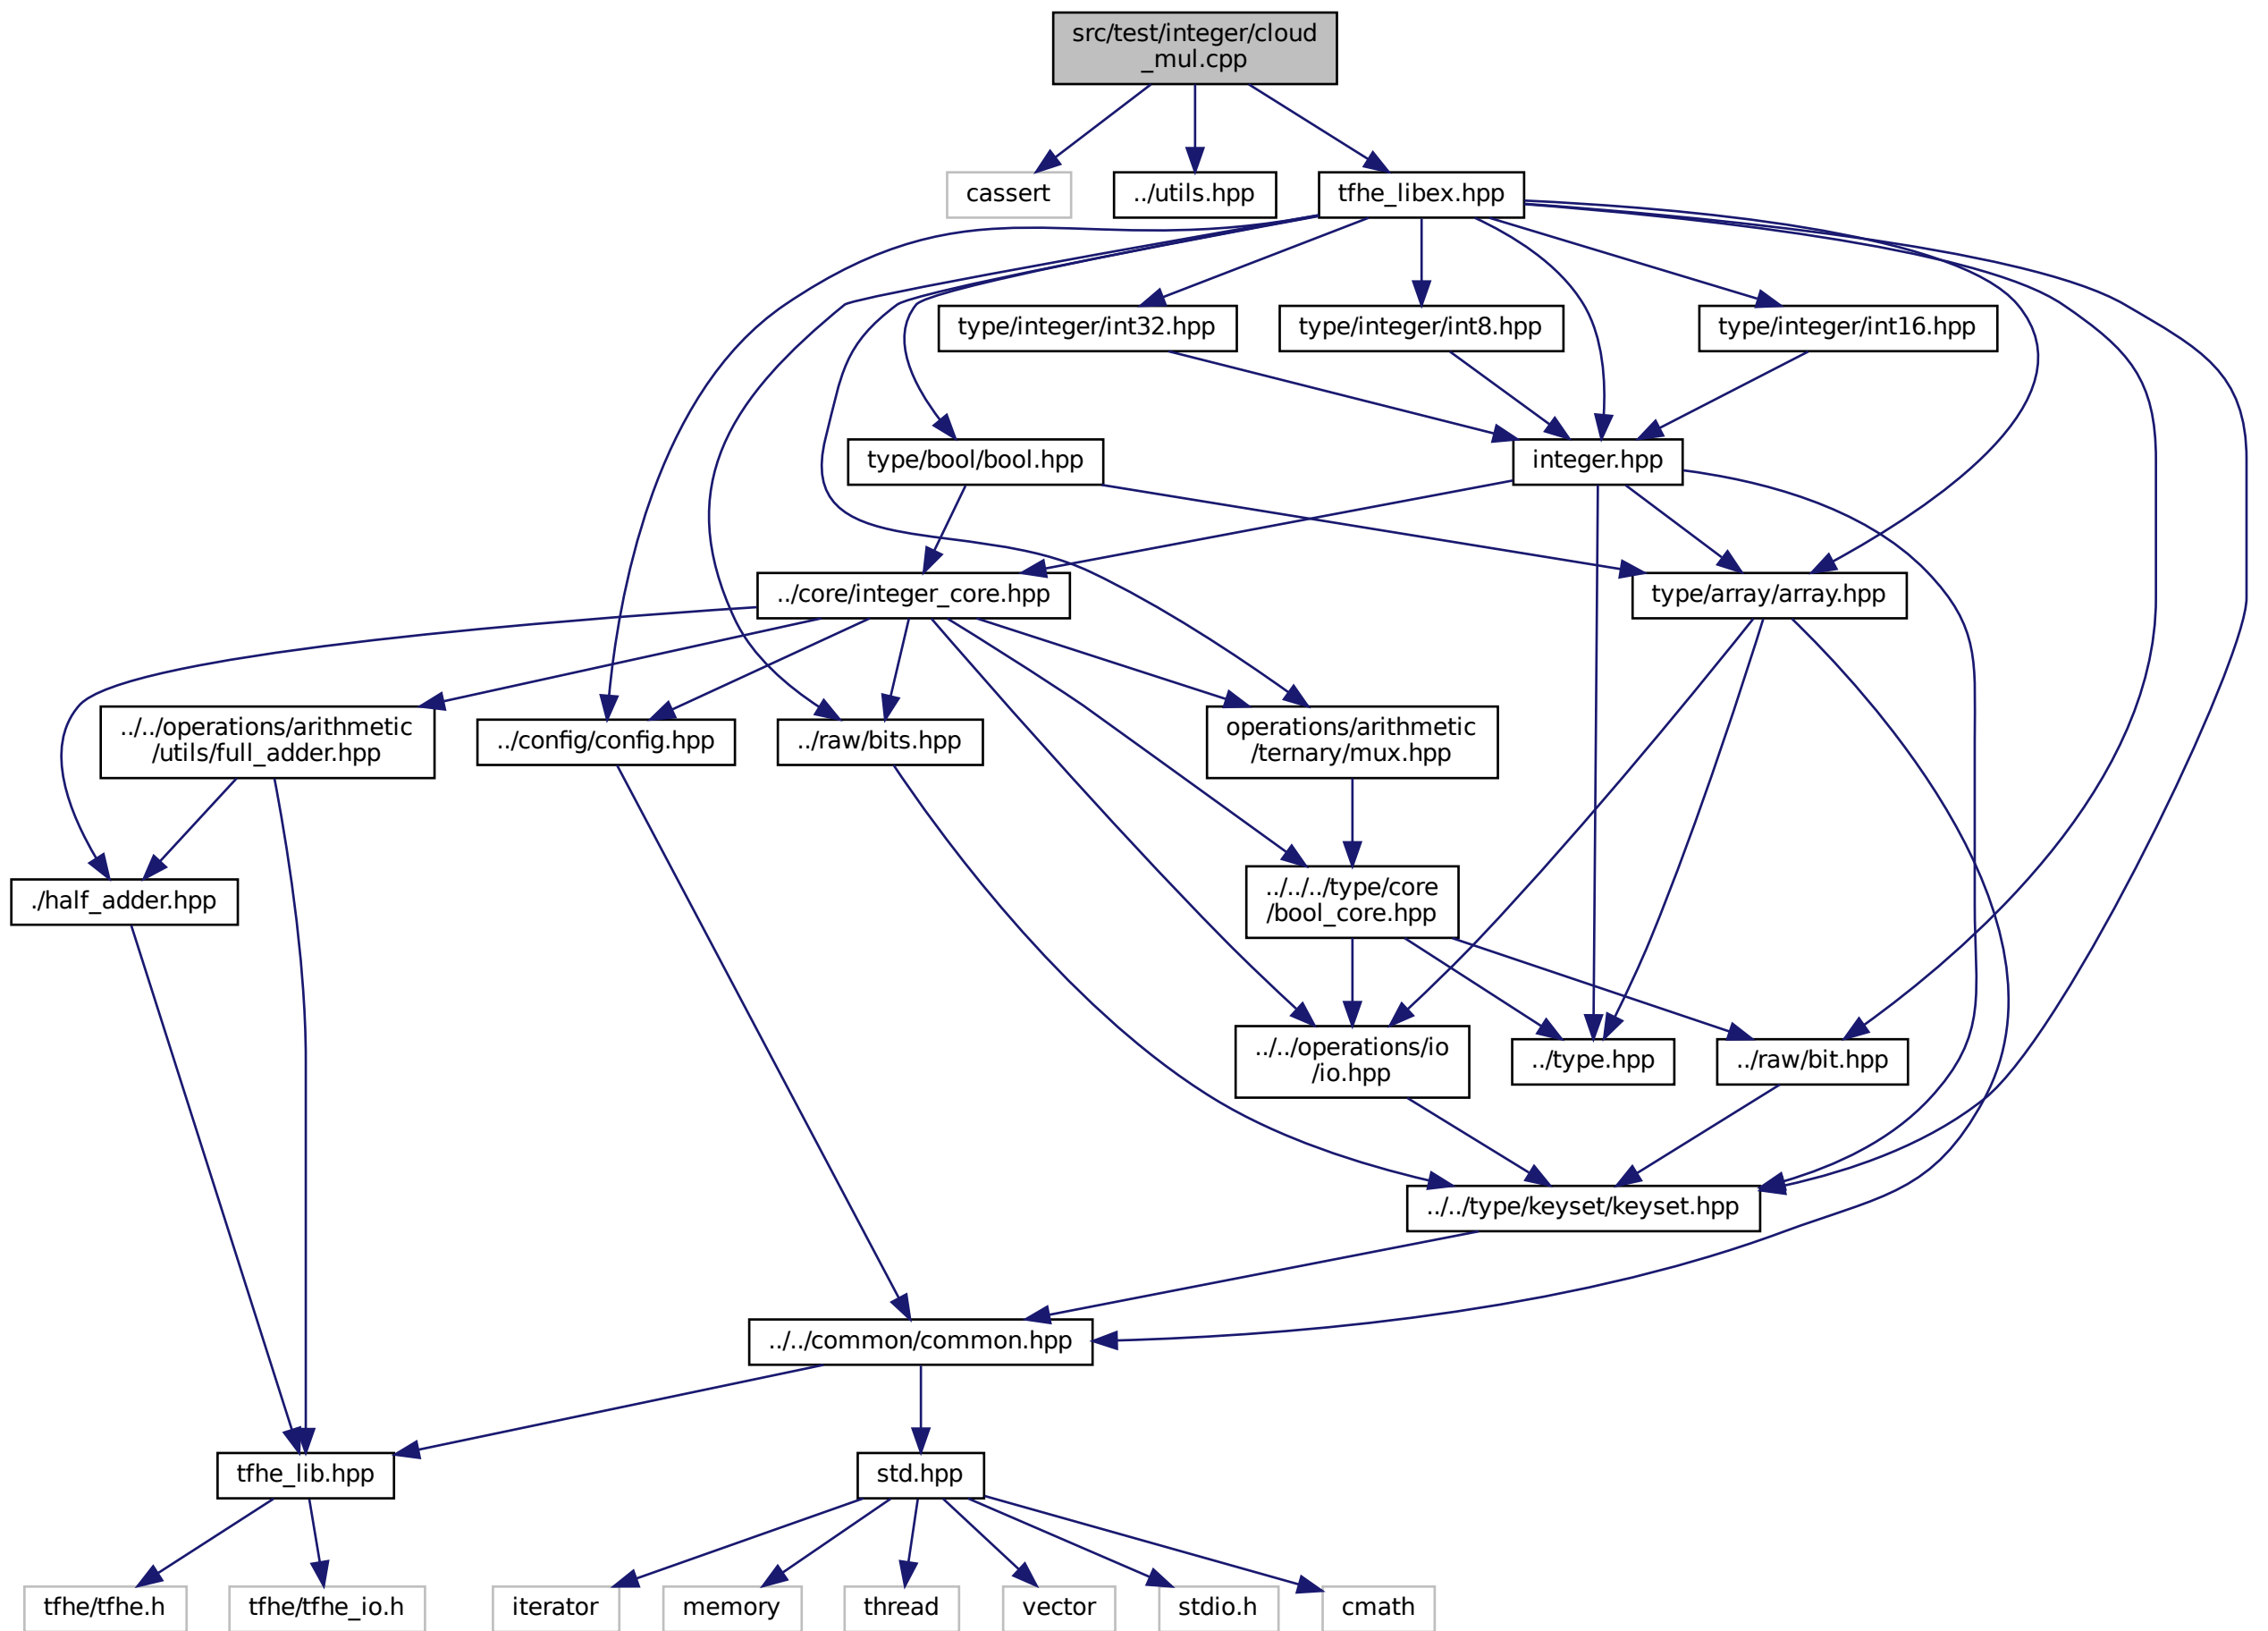 src/test/integer/cloud
_mul.cpp
cassert
../utils.hpp
tfhe_libex.hpp
type/integer/int32.hpp
type/integer/int8.hpp
type/integer/int16.hpp
type/bool/bool.hpp
integer.hpp
../core/integer_core.hpp
type/array/array.hpp
../../operations/arithmetic
/utils/full_adder.hpp
../config/config.hpp
../raw/bits.hpp
operations/arithmetic
/ternary/mux.hpp
./half_adder.hpp
../../../type/core
/bool_core.hpp
../../operations/io
/io.hpp
../type.hpp
../raw/bit.hpp
../../type/keyset/keyset.hpp
../../common/common.hpp
tfhe_lib.hpp
std.hpp
tfhe/tfhe.h
tfhe/tfhe_io.h
iterator
memory
thread
vector
stdio.h
cmath